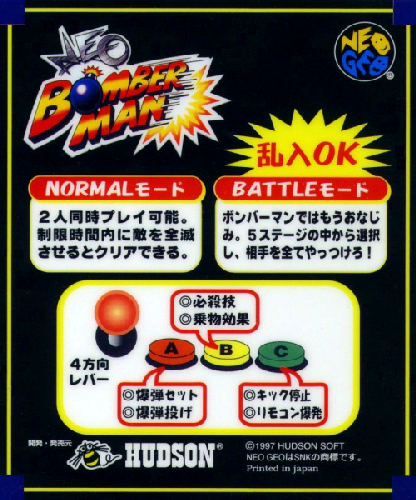 NEO
BOMBER
MAN
NEO
GEO
®
乱入OK
NORMALモード
2人同時プレイ可能。
制限時間内に敵を全滅
させるとクリアできる。
BATTLEモード
ボンバーマンではもうおなじ
み。5ステージの中から選択
し、相手を全てやっつけろ!
◎必殺技
◎乗物効果
4方向
レバー
A
B
C
◎爆弾セット
◎爆弾投げ
◎キック停止
◎リモコン爆発
開発・発売元
HUDSON®
©1997 HUDSON SOFT
NEO GEOはSNKの商標です。
Printed in japan